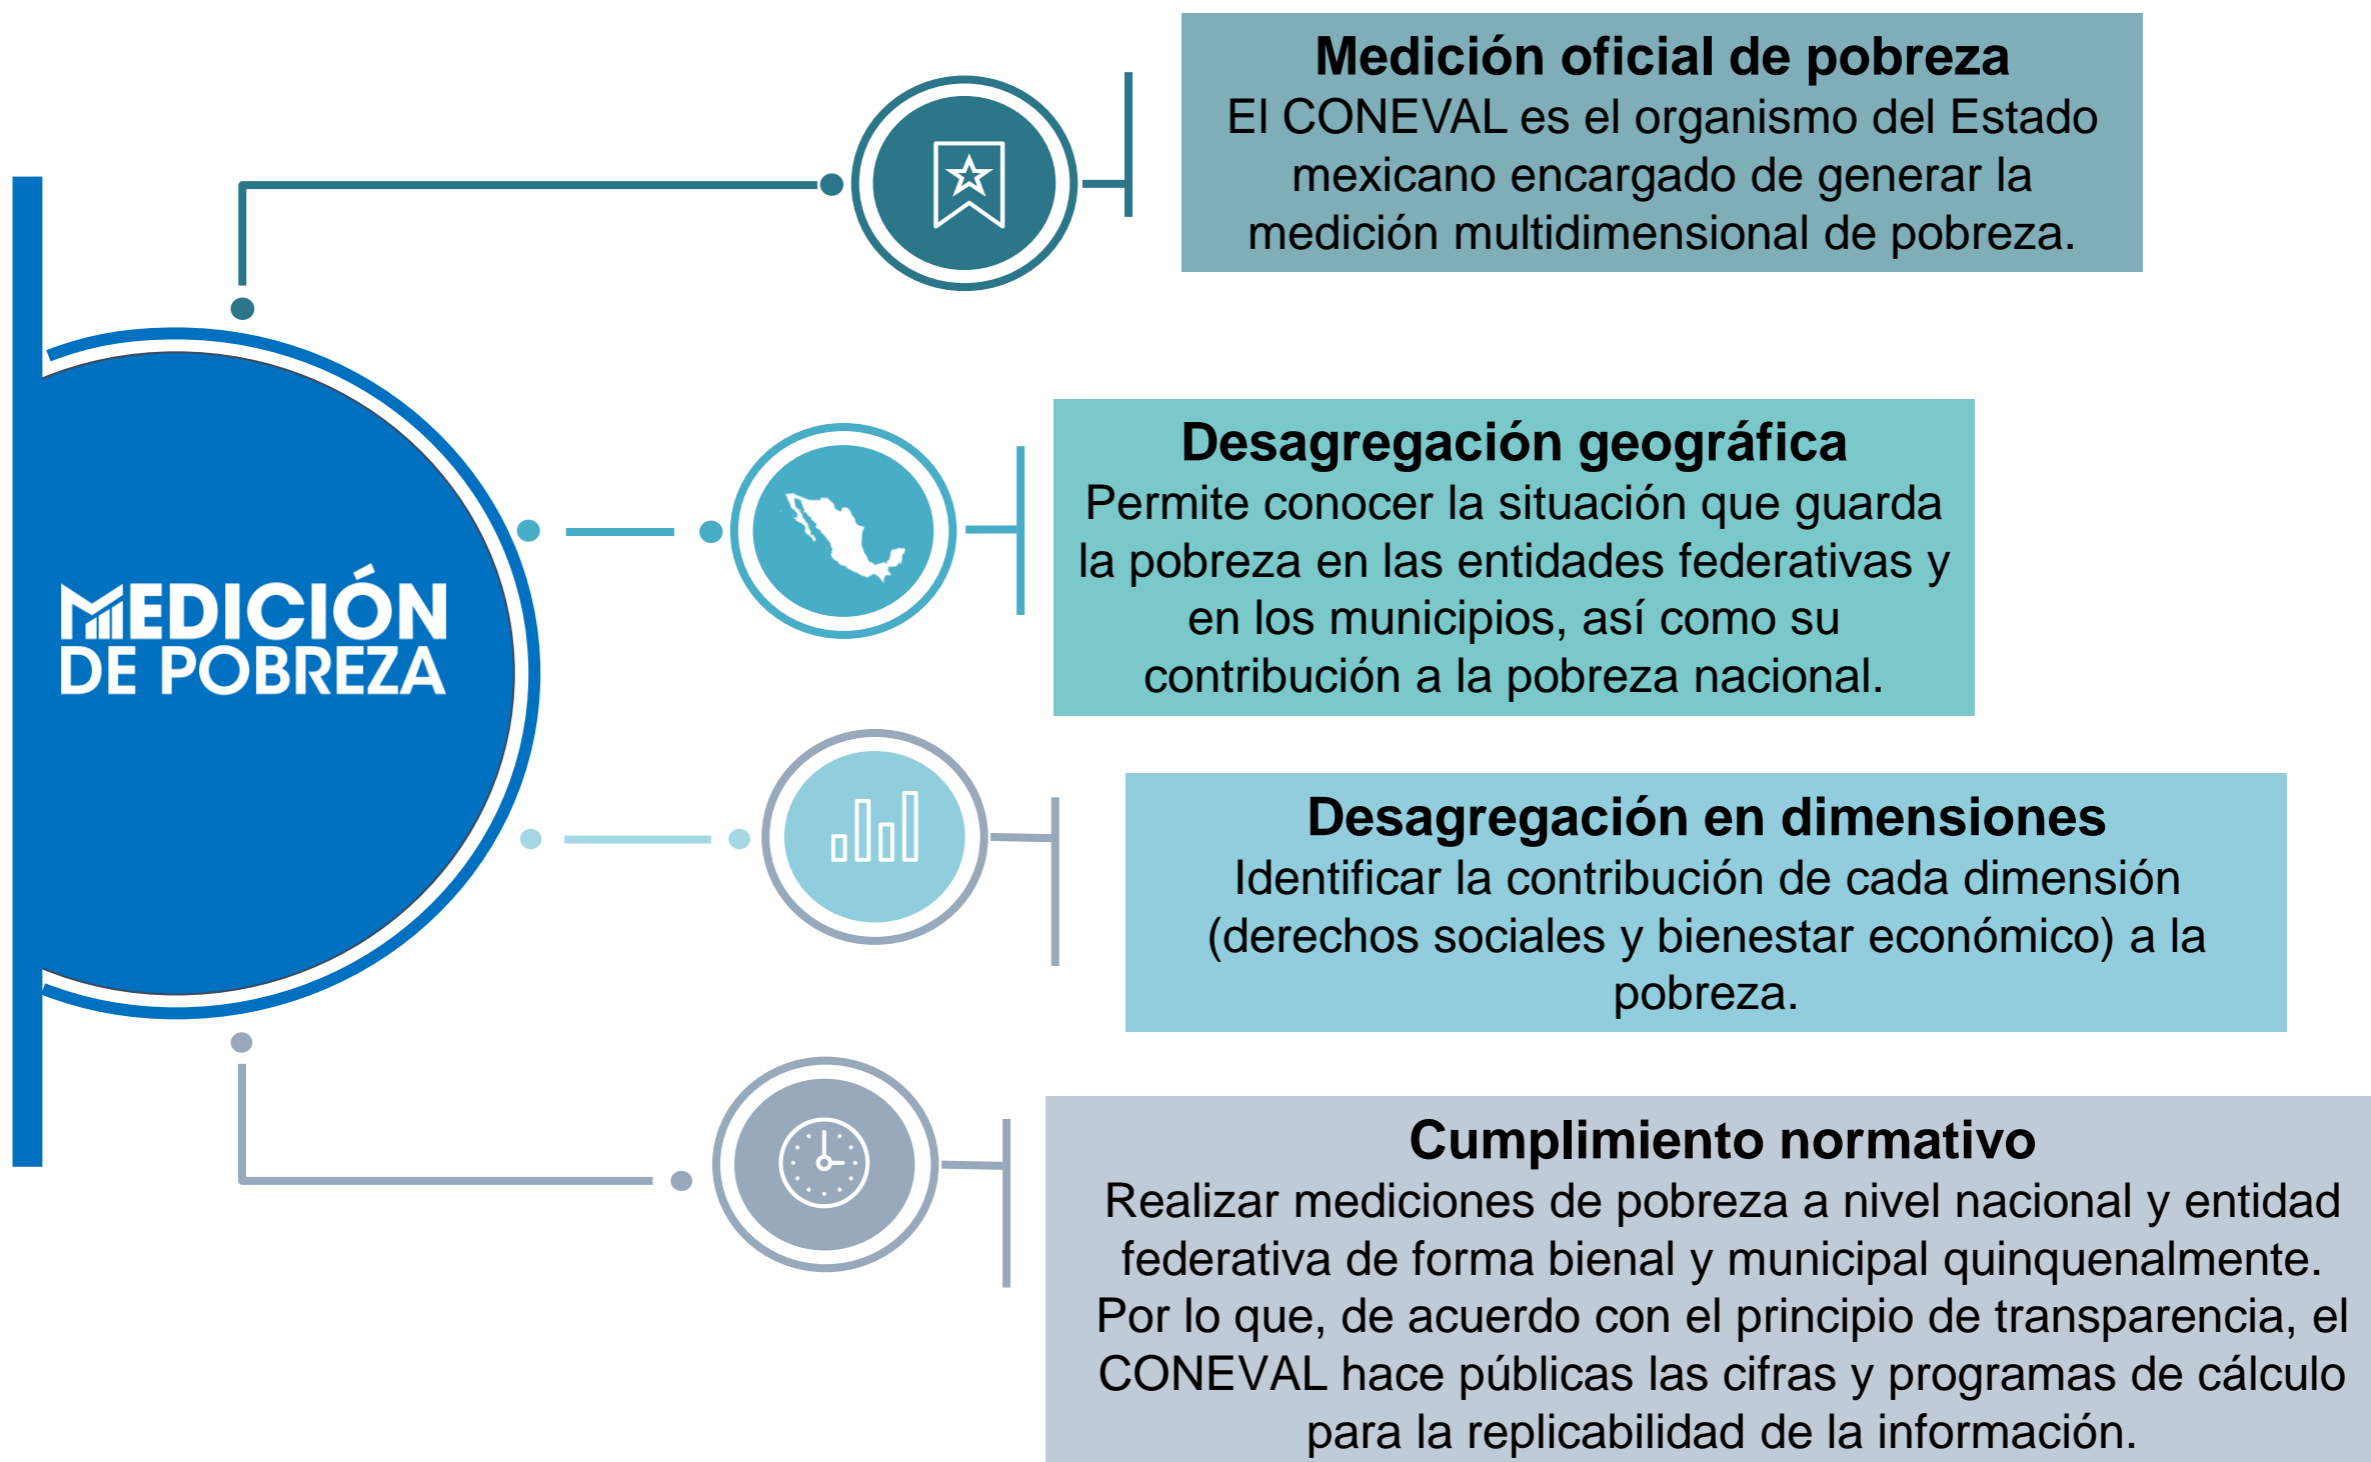 Medición oficial de pobreza
El CONEVAL es el organismo del Estado
mexicano encargado de generar la
medición multidimensional de pobreza.
Desagregación geográfica
Permite conocer la situación que guarda
la pobreza en las entidades federativas y
en los municipios, así como su
contribución a la pobreza nacional.
MEDICIÓN
DE POBREZA
Desagregación en dimensiones
Identificar la contribución de cada dimensión
(derechos sociales y bienestar económico) a la
pobreza.
Cumplimiento normativo
Realizar mediciones de pobreza a nivel nacional y entidad
federativa de forma bienal y municipal quinquenalmente.
Por lo que, de acuerdo con el principio de transparencia, el
CONEVAL hace públicas las cifras y programas de cálculo
para la replicabilidad de la información.